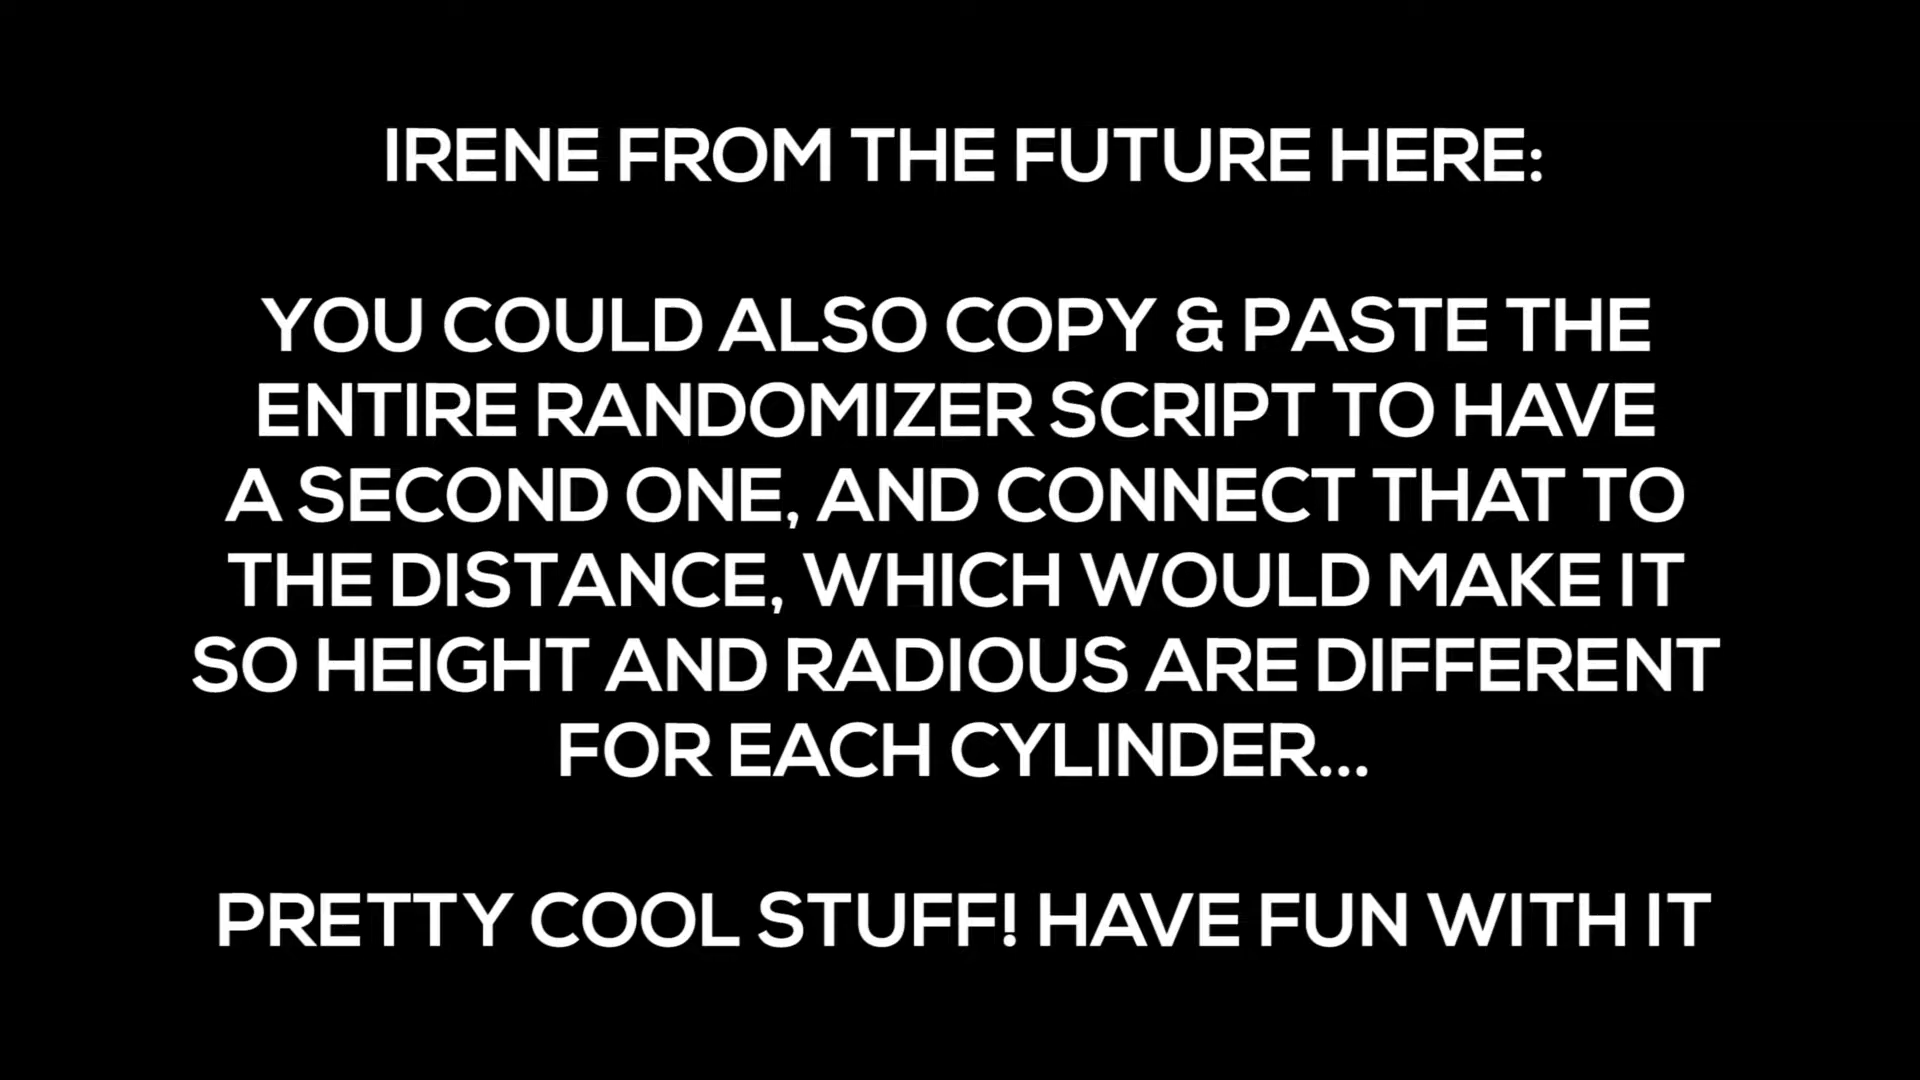 IRENE FROM THE FUTURE HERE:
YOU COULD ALSO COPY & PASTE THE
ENTIRE RANDOMIZER SCRIPT TO HAVE
A SECOND ONE, AND CONNECT THAT TO
THE DISTANCE, WHICH WOULD MAKE IT
SO HEIGHT AND RADIOUS ARE DIFFERENT
FOR EACH CYLINDER...
PRETTY COOL STUFF! HAVE FUN WITH IT